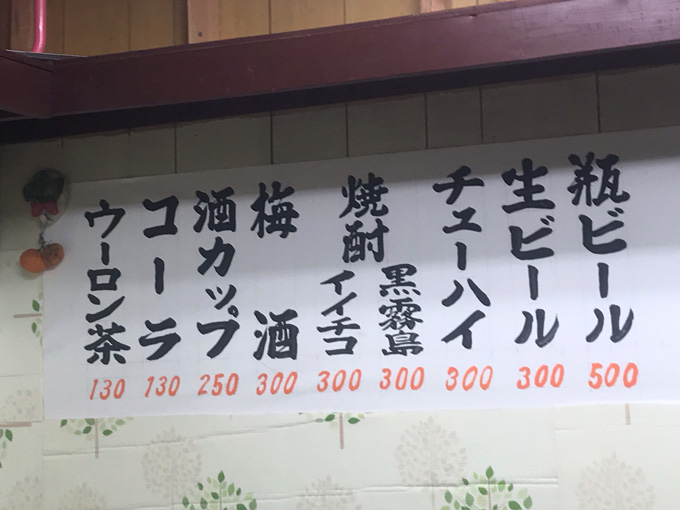 瓶ビール
500
生ビール
300
チューハイ
300
焼酎
黒霧島
300
イイチコ
300
梅酒
300
酒カップ
250
コーラ
130
ウーロン茶
130